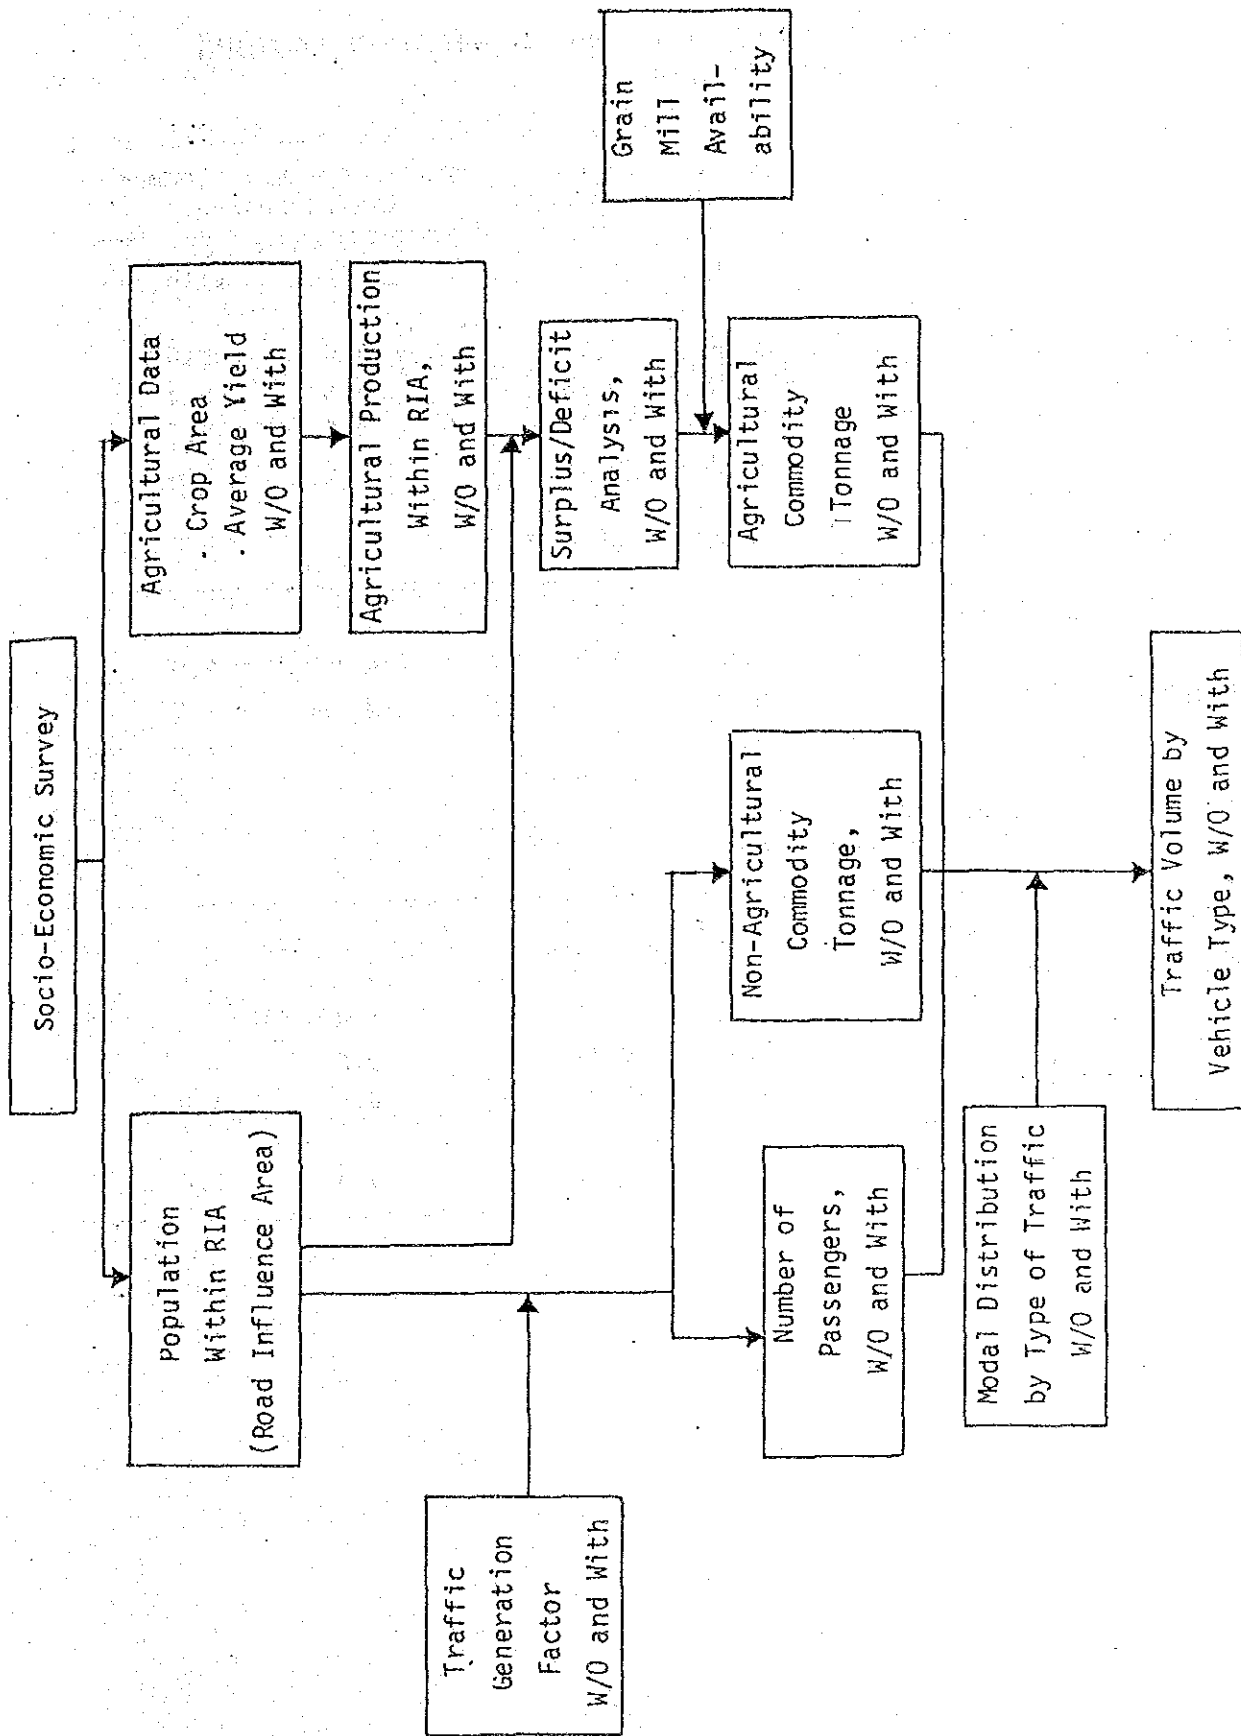 Socio-Economic Survey
Population
Within RIA
(Road Influence Area)
Agricultural Data
- Crop Area
. Average Yield
W/O and With
Agricultural Production
Within RIA,
W/O and With
Traffic
Generation
Factor
W/O and With
Surplus/Deficit
Analysis,
W/O and With
Grain
Mill
Avail-
ability
Number of
Passengers,
W/O and With
Non-Agricultural
Commodity
Tonnage,
W/O and With
Agricultural
Commodity
Tonnage
W/O and With
Modal Distribution
by Type of Traffic
W/O and With
Traffic Volume by
Vehicle Type, W/O and With